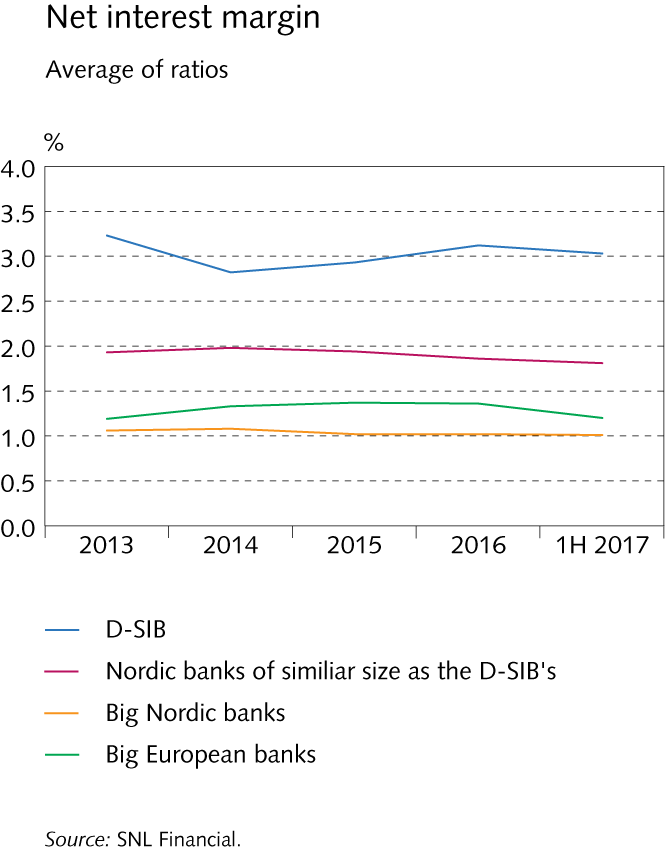 Net interest margin
Average of ratios
%
4.0
3.5
3.0
2.5
2.0
1.5
1.0
0.5
0.0
2013 2014 2015 2016 1H 2017
D-SIB
Nordic banks of similiar size as the D-SIB's
Big Nordic banks
Big European banks
Source: SNL Financial.